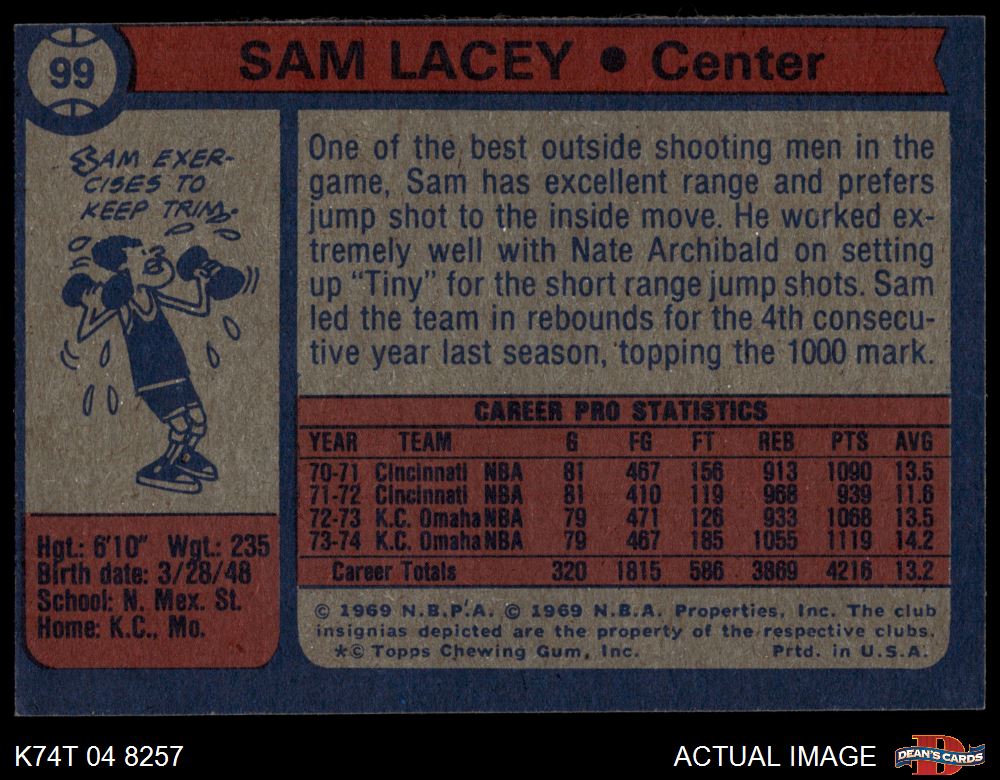 99
SAM LACEY • Center
SAM EXER-
CISES TO
KEEP TRIM.
One of the best outside shooting men in the
game, Sam has excellent range and prefers
jump shot to the inside move. He worked ex-
tremely well with Nate Archibald on setting
up "Tiny" for the short range jump shots. Sam
led the team in rebounds for the 4th consecu-
tive year last season, topping the 1000 mark.
CAREER PRO STATISTICS
YEAR TEAM G FG FT REB PTS AVG
70-71 Cincinnati NBA 81 467 156 913 1090 13.5
71-72 Cincinnati NBA 81 410 119 968 939 11.6
72-73 K.C. Omaha NBA 79 471 126 933 1068 13.5
73-74 K.C. Omaha NBA 79 467 185 1055 1119 14.2
Career Totals 320 1815 586 3869 4216 13.2
Hgt.: 6'10" Wgt.: 235
Birth date: 3/28/48
School: N. Mex. St.
Home: K.C., Mo.
© 1969 N.B.P.A. © 1969 N.B.A. Properties, Inc. The club
insignias depicted are the property of the respective clubs.
*© Topps Chewing Gum, Inc. Prtd. in U.S.A.
K74T 04 8257
ACTUAL IMAGE
D
DEAN'S CARDS